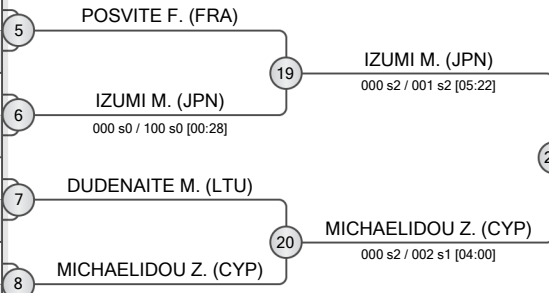 POSVITE F. (FRA)
5
19
IZUMI M. (JPN)
000 s2 / 001 s2 [05:22]
IZUMI M. (JPN)
6
000 s0 / 100 s0 [00:28]
DUDENAITE M. (LTU)
7
20
MICHAELIDOU Z. (CYP)
000 s2 / 002 s1 [04:00]
MICHAELIDOU Z. (CYP)
8